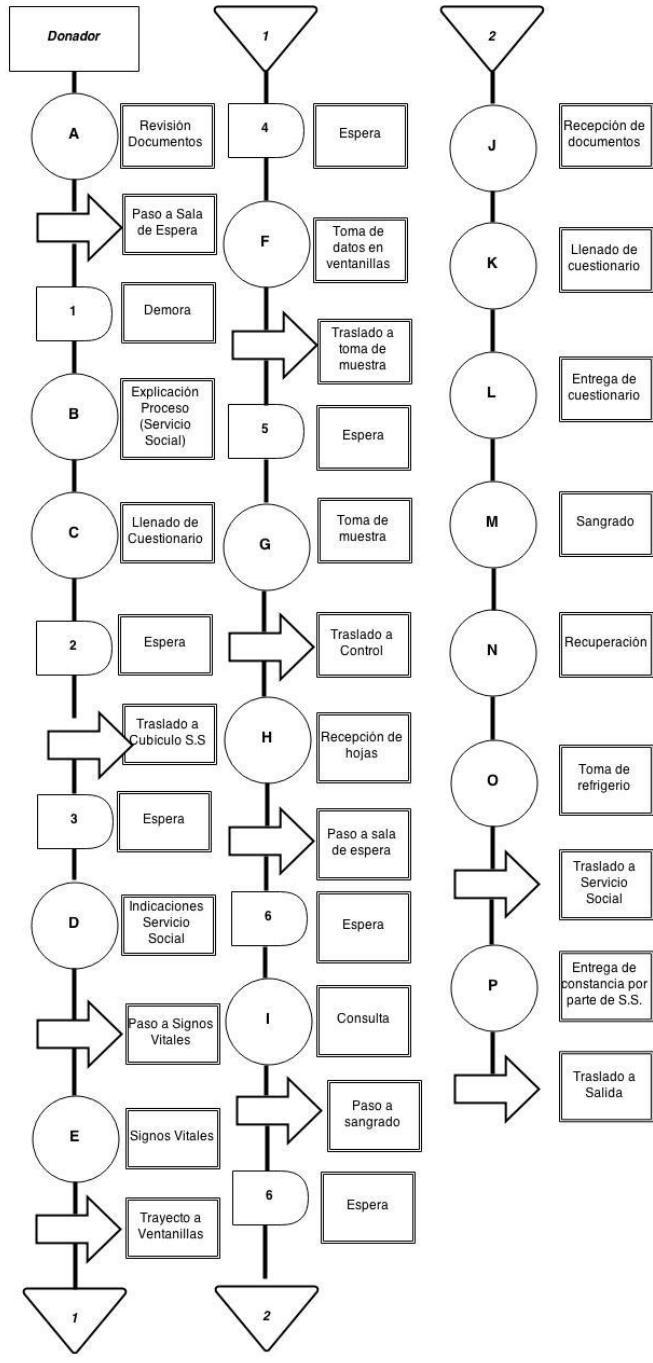 Donador
A
Revisión
Documentos
Paso a Sala
de Espera
1
Demora
B
Explicación
Proceso
(Servicio
Social)
C
Llenado de
Cuestionario
2
Espera
Traslado a
Cubículo S.S
3
Espera
D
Indicaciones
Servicio
Social
Paso a Signos
Vitales
E
Signos Vitales
Trayecto a
Ventanillas
1
1
4
Espera
F
Toma de
datos en
ventanillas
Traslado a
toma de
muestra
5
Espera
G
Toma de
muestra
Traslado a
Control
H
Recepción de
hojas
Paso a sala
de espera
6
Espera
I
Consulta
Paso a
sangrado
6
Espera
2
2
J
Recepción de
documentos
K
Llenado de
cuestionario
L
Entrega de
cuestionario
M
Sangrado
N
Recuperación
O
Toma de
refrigerio
Traslado a
Servicio
Social
P
Entrega de
constancia por
parte de S.S.
Traslado a
Salida